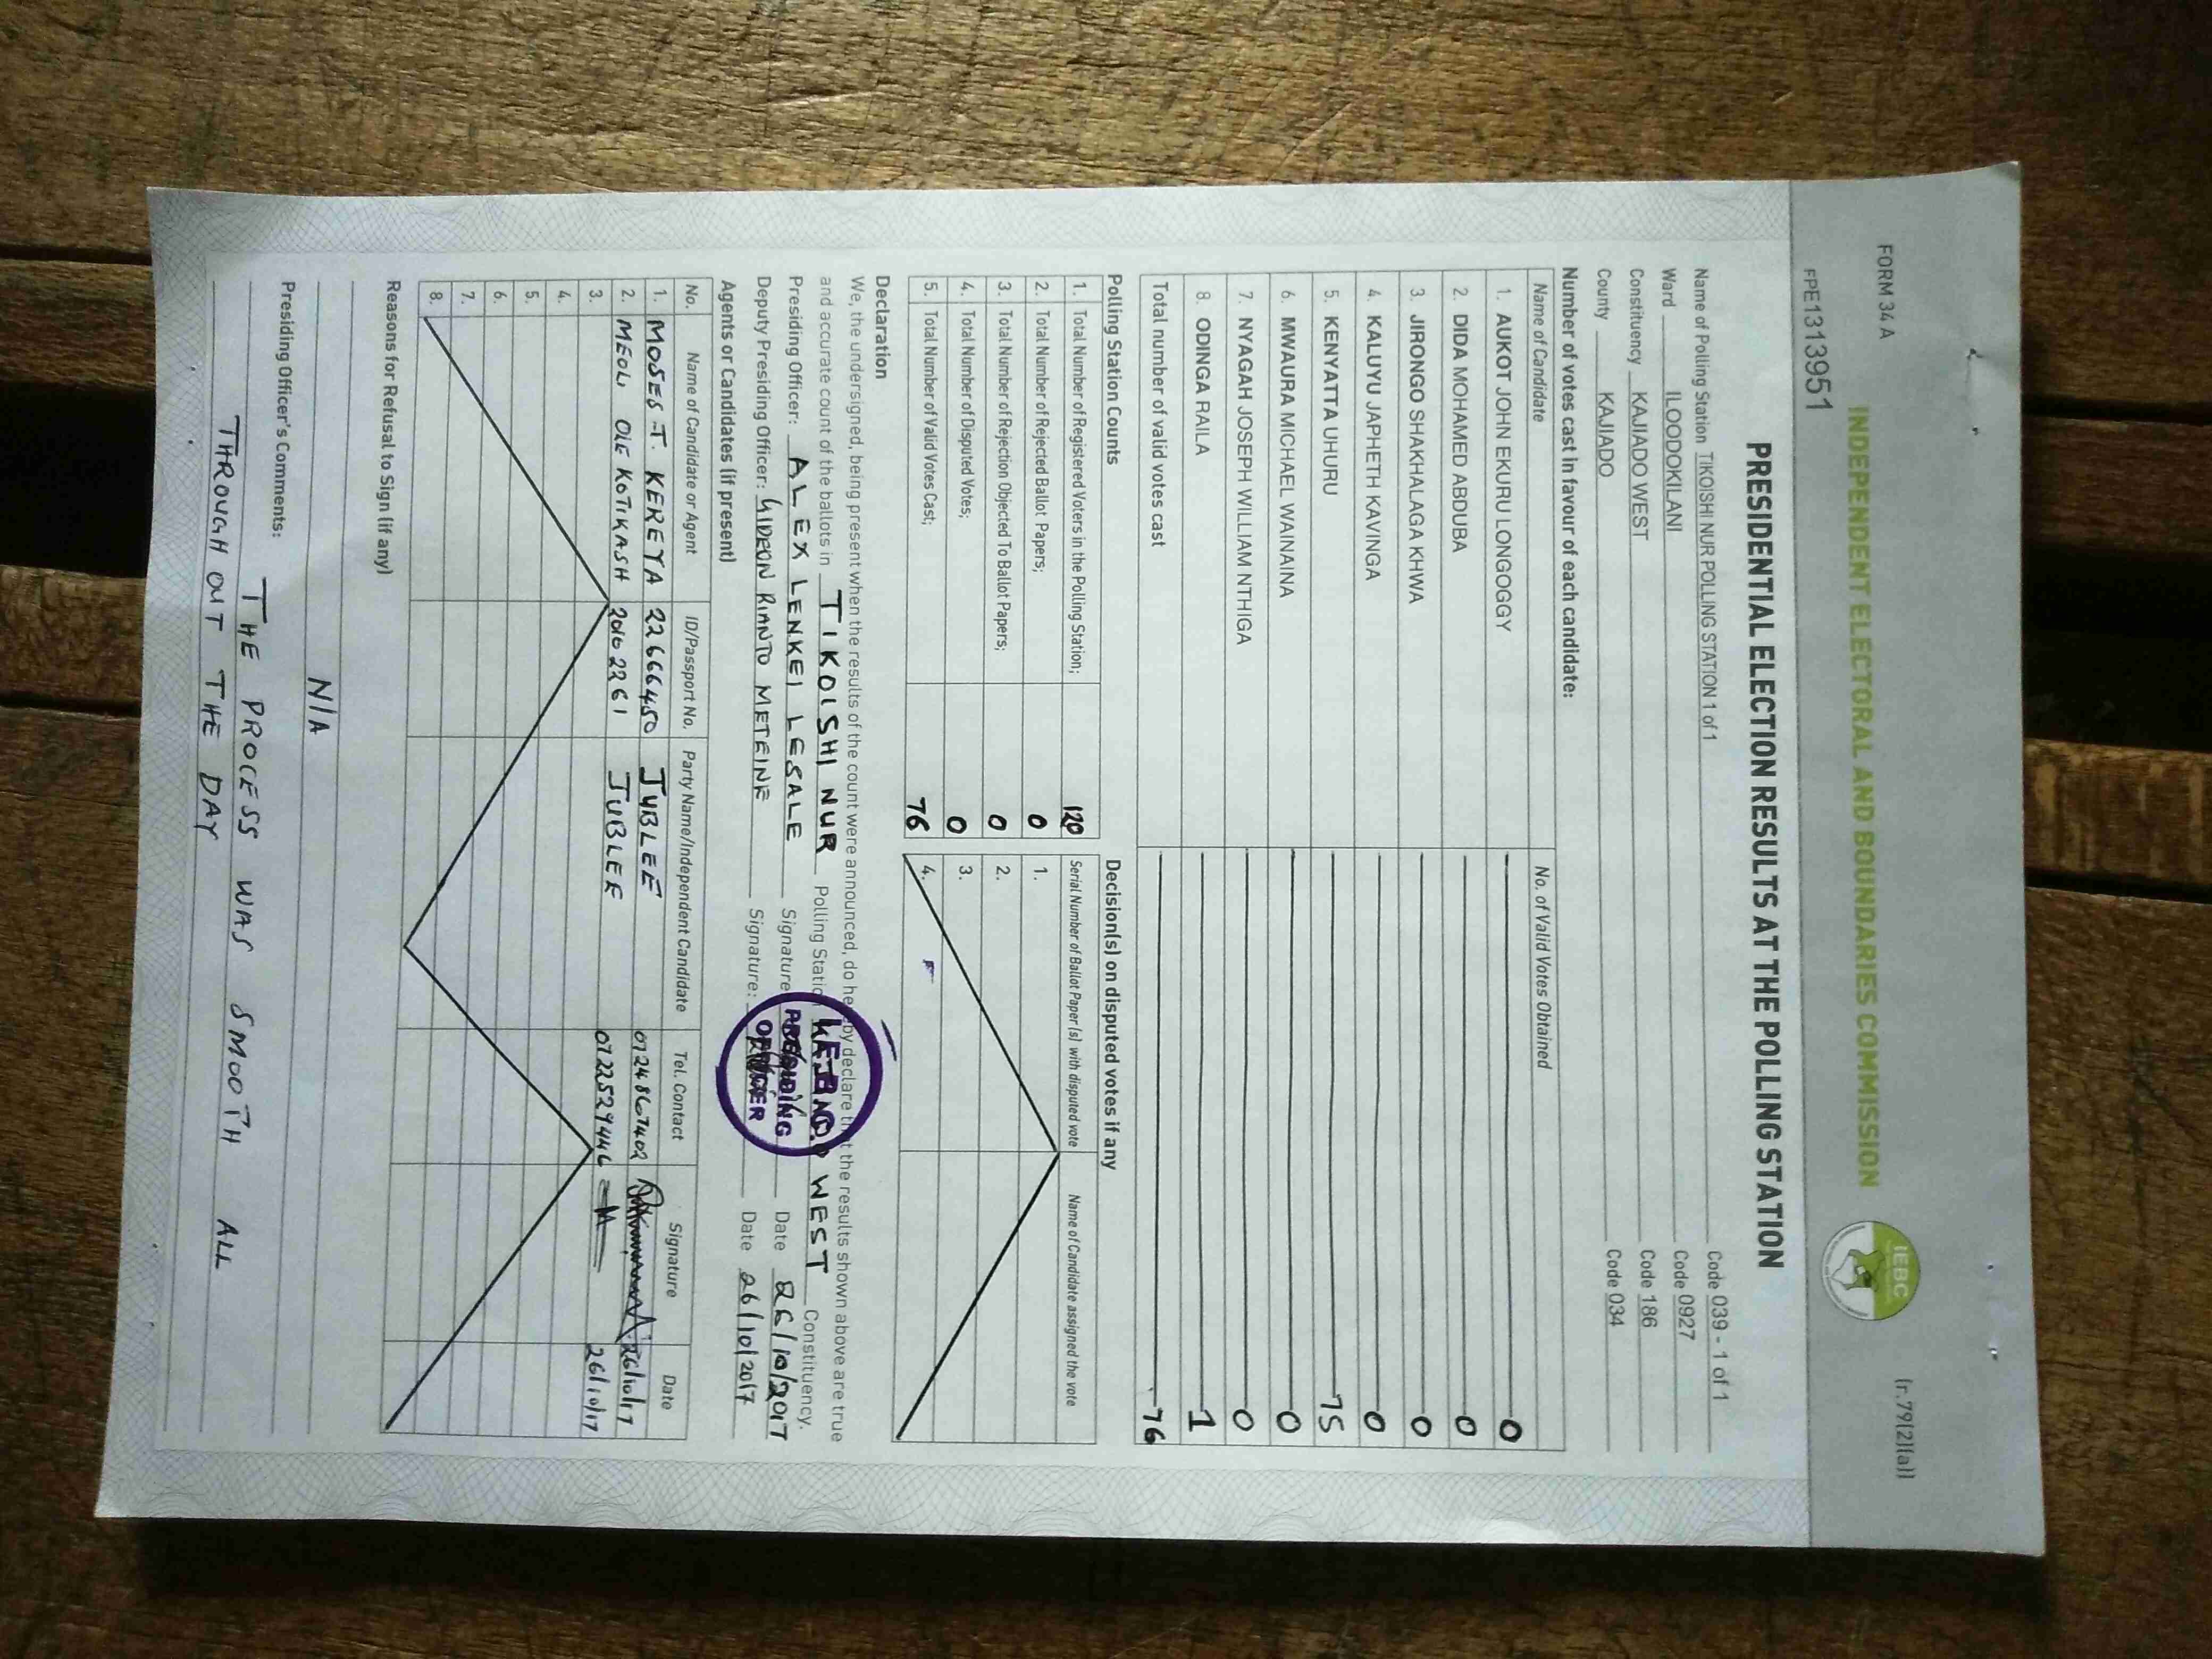 FORM 34 A
(r.79(2)(a))
INDEPENDENT ELECTORAL AND BOUNDARIES COMMISSION
IEBC
FPE1313951
PRESIDENTIAL ELECTION RESULTS AT THE POLLING STATION
Name of Polling Station TIKOISHI NUR POLLING STATION 1 of 1 Code 039 - 1 of 1
Ward ILOODOKILANI Code 0927
Constituency KAJIADO WEST Code 186
County KAJIADO Code 034
Number of votes cast in favour of each candidate:
Name of Candidate No. of Valid Votes Obtained
1. AUKOT JOHN EKURU LONGOGGY 0
2. DIDA MOHAMED ABDUBA 0
3. JIRONGO SHAKHALAGA KHWA 0
4. KALUYU JAPHETH KAVINGA 0
5. KENYATTA UHURU 75
6. MWAURA MICHAEL WAINAINA 0
7. NYAGAH JOSEPH WILLIAM NTHIGA 0
8. ODINGA RAILA 1
Total number of valid votes cast 76
Polling Station Counts Decision(s) on disputed votes if any
1. Total Number of Registered Voters in the Polling Station; 120 Serial Number of Ballot Paper(s) with disputed vote Name of Candidate assigned the vote
2. Total Number of Rejected Ballot Papers; 0 1.
3. Total Number of Rejection Objected To Ballot Papers; 0 2.
4. Total Number of Disputed Votes; 0 3.
5. Total Number of Valid Votes Cast; 76 4.
Declaration
We, the undersigned, being present when the results of the count were announced, do hereby declare that the results shown above are true
and accurate count of the ballots in TIKOISHI NUR Polling Station WEST Constituency.
Presiding Officer: ALEX LENKEI LESALE Signature Date 26/10/2017
Deputy Presiding Officer: GIDEON RIANTO METEINE Signature: Date 26/10/2017
PRESIDING
OFFICER
Agents or Candidates (if present)
No. Name of Candidate or Agent ID/Passport No. Party Name/Independent Candidate Tel. Contact Signature Date
1. MOSES T. KEREYA 22666450 JUBLEE 0724867402 26/10/17
2. MEOLI OLE KOTIKASH 20162261 JUBLEE 0722529446 26/10/17
3.
4.
5.
6.
7.
8.
Reasons for Refusal to Sign (if any)
N/A
Presiding Officer's Comments: THE PROCESS WAS SMOOTH ALL
THROUGH OUT THE DAY